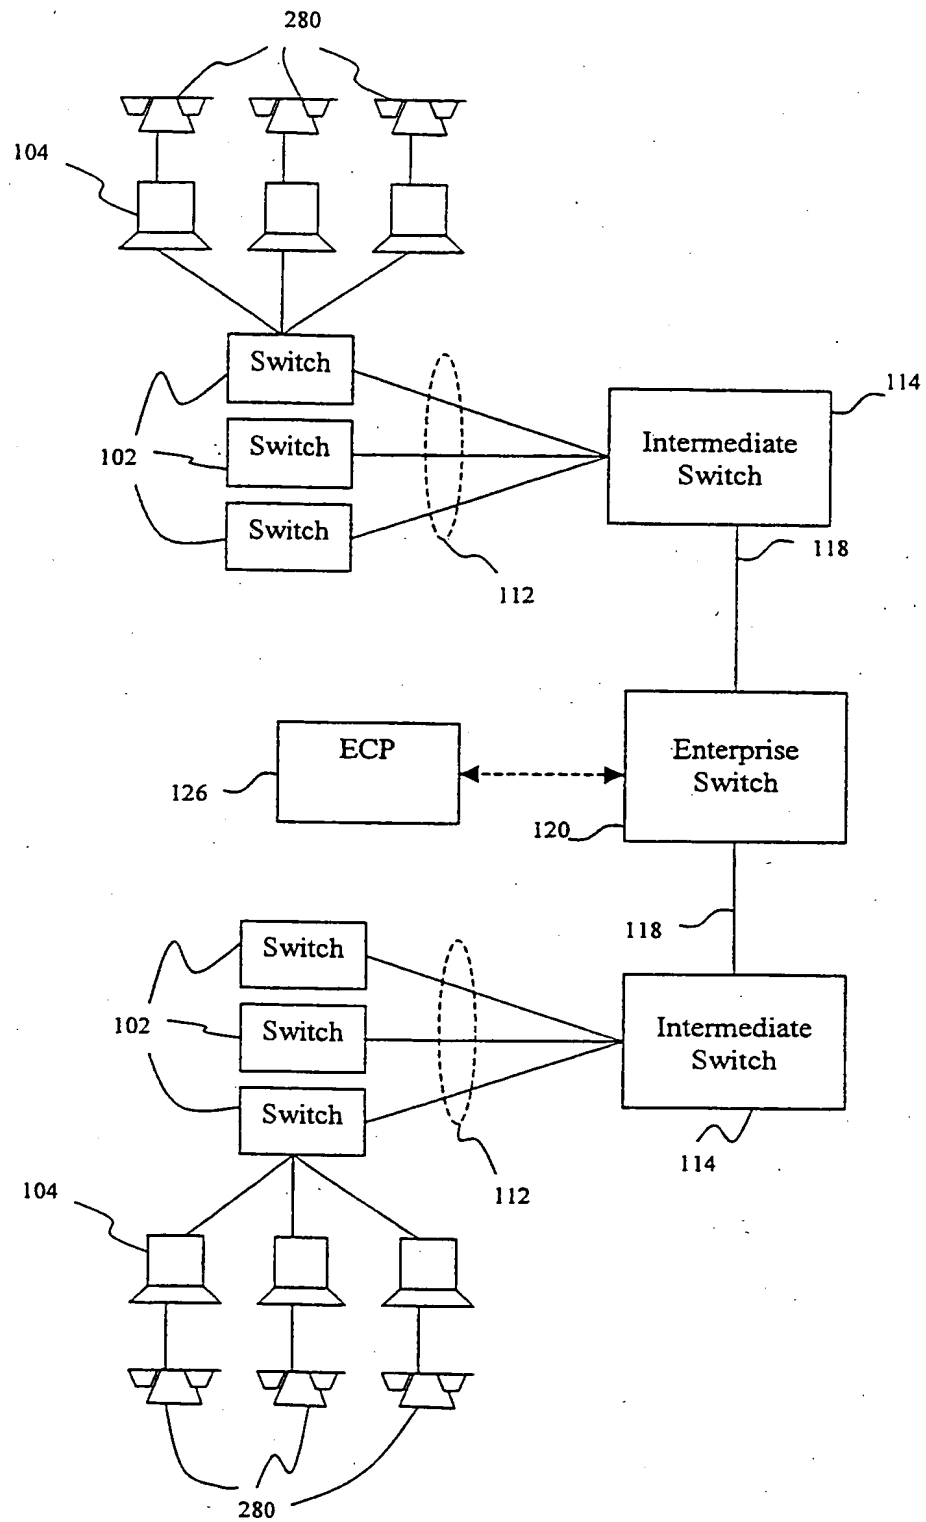 280
104
Switch
114
Intermediate
Switch
102
Switch
Switch
118
112
ECP
Enterprise
Switch
126
120
118
Switch
102
Switch
Intermediate
Switch
Switch
114
104
112
280